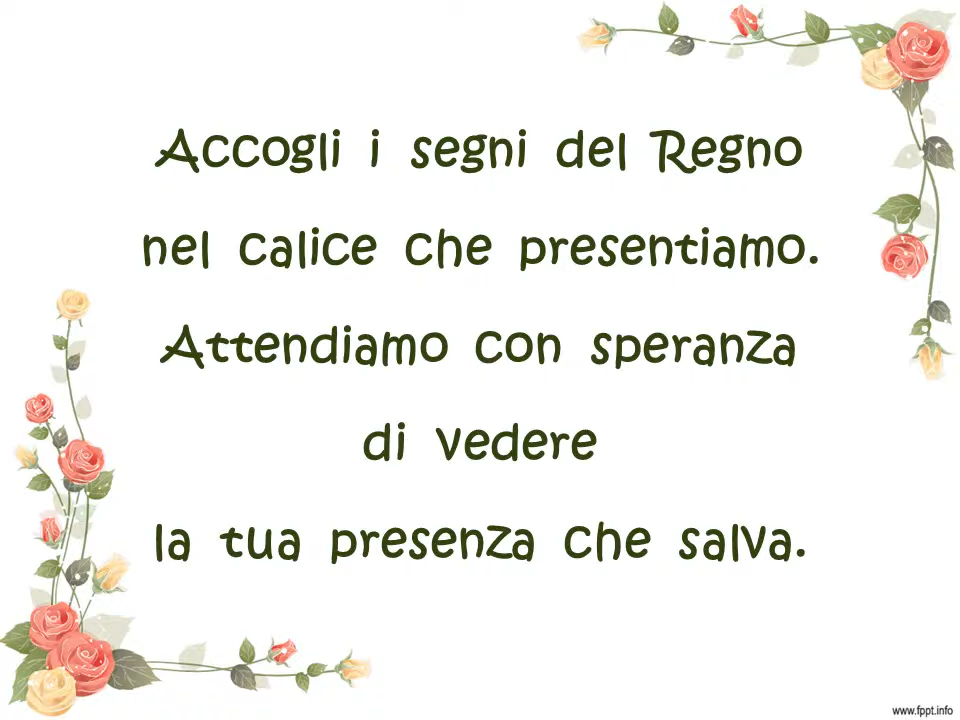 Accogli i segni del Regno
nel calice che presentiamo.
Attendiamo con speranza
di vedere
la tua presenza che salva.
www.fppt.info